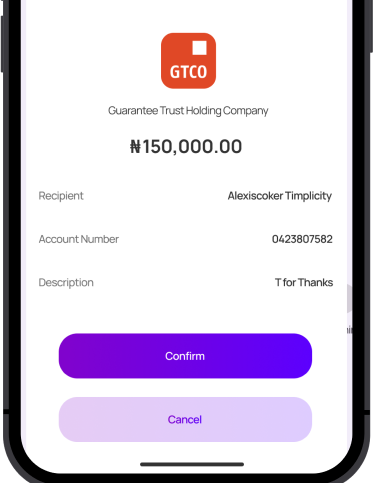 GTCO
Guarantee Trust Holding Company
₦150,000.00
Recipient Alexiscoker Timplicity
Account Number 0423807582
Description T for Thanks
Confirm
Cancel